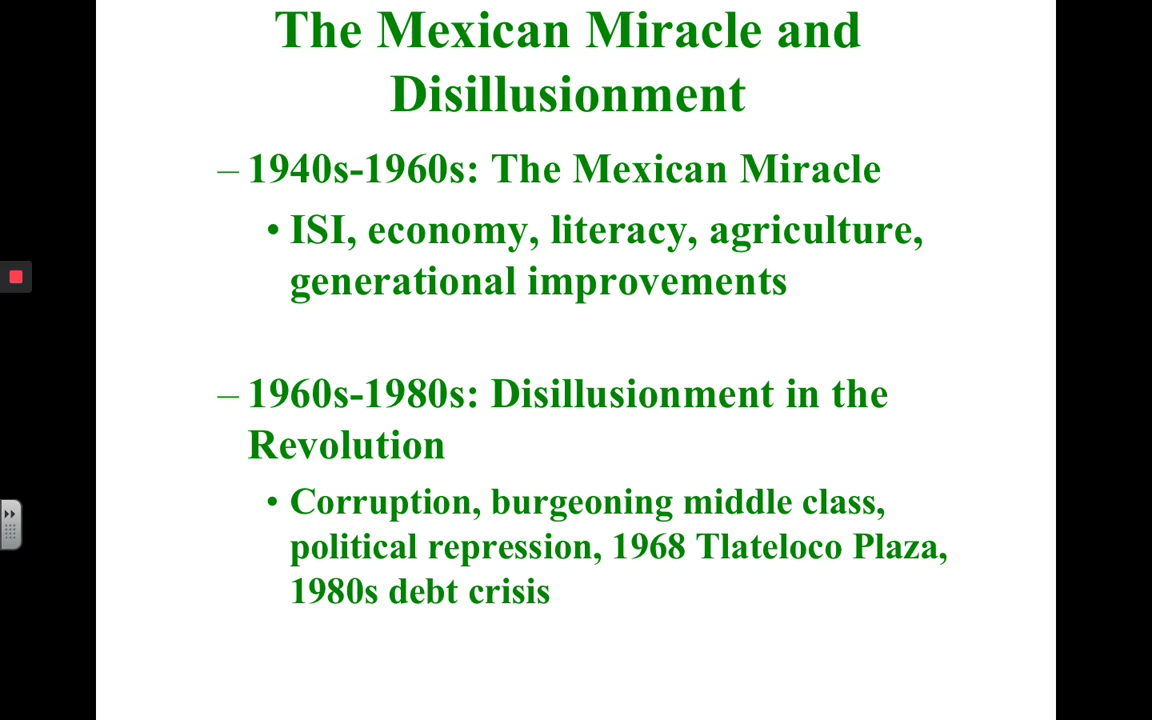 The Mexican Miracle and
Disillusionment
– 1940s-1960s: The Mexican Miracle
• ISI, economy, literacy, agriculture,
generational improvements
– 1960s-1980s: Disillusionment in the
Revolution
• Corruption, burgeoning middle class,
political repression, 1968 Tlateloco Plaza,
1980s debt crisis